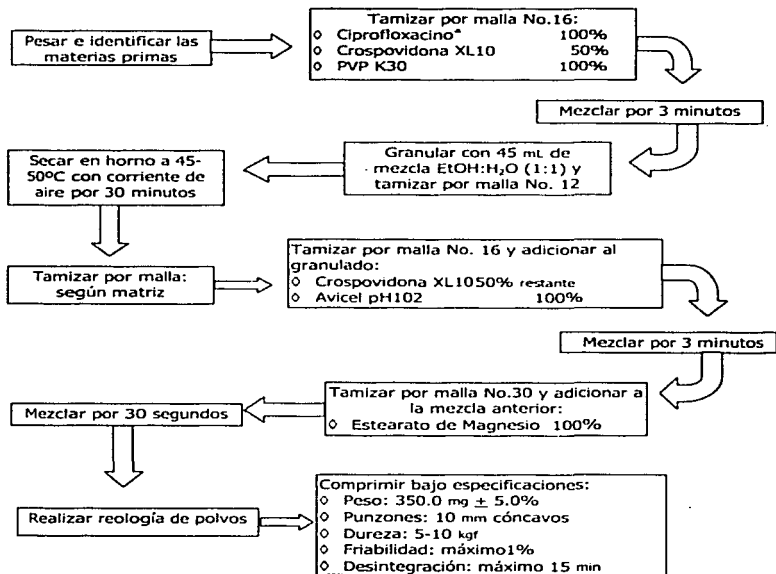 Pesar e identificar las
materias primas
Tamizar por malla No.16:
◊ Ciprofloxacino* 100%
◊ Crospovidona XL10 50%
◊ PVP K30 100%
Mezclar por 3 minutos
Granular con 45 mL de
mezcla EtOH:H₂O (1:1) y
tamizar por malla No. 12
Secar en horno a 45-
50ºC con corriente de
aire por 30 minutos
Tamizar por malla:
según matriz
Tamizar por malla No. 16 y adicionar al
granulado:
◊ Crospovidona XL1050% restante
◊ Avicel pH102 100%
Mezclar por 3 minutos
Tamizar por malla No.30 y adicionar a
la mezcla anterior:
◊ Estearato de Magnesio 100%
Mezclar por 30 segundos
Realizar reología de polvos
Comprimir bajo especificaciones:
◊ Peso: 350.0 mg ± 5.0%
◊ Punzones: 10 mm cóncavos
◊ Dureza: 5-10 kgf
◊ Friabilidad: máximo1%
◊ Desintegración: máximo 15 min